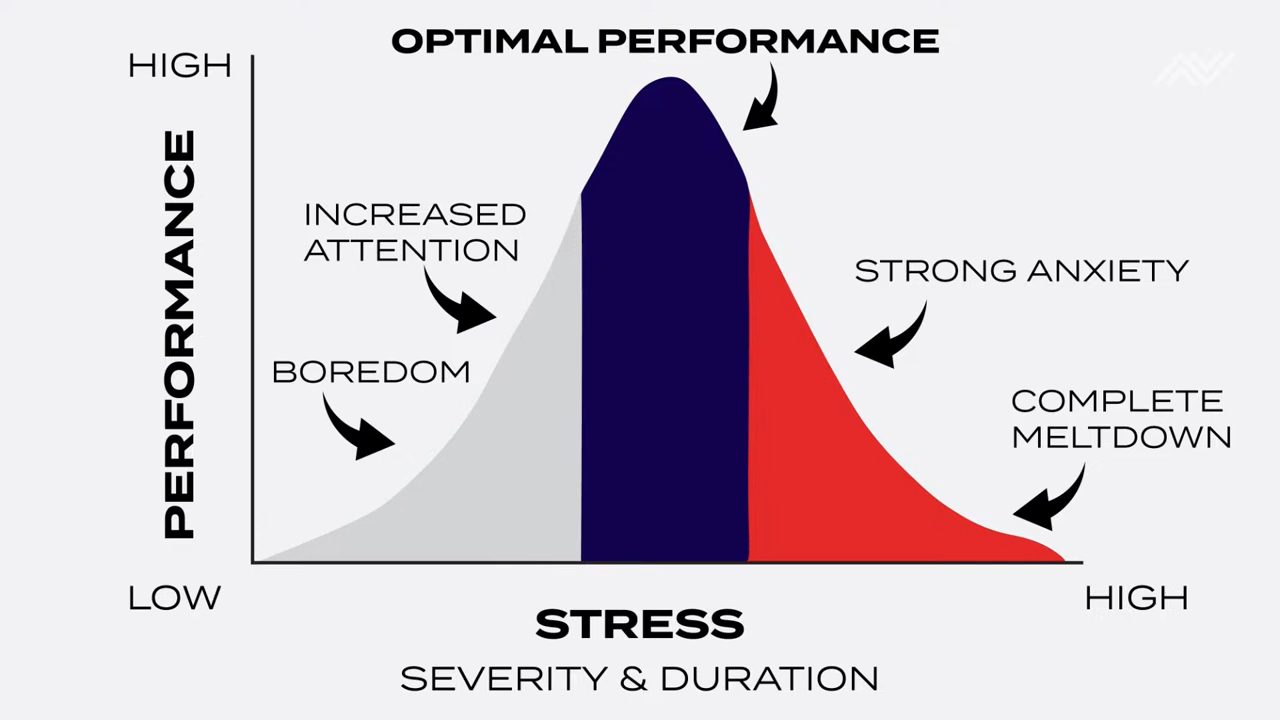 OPTIMAL PERFORMANCE
HIGH
PERFORMANCE
INCREASED
ATTENTION
STRONG ANXIETY
BOREDOM
COMPLETE
MELTDOWN
LOW
HIGH
STRESS
SEVERITY & DURATION